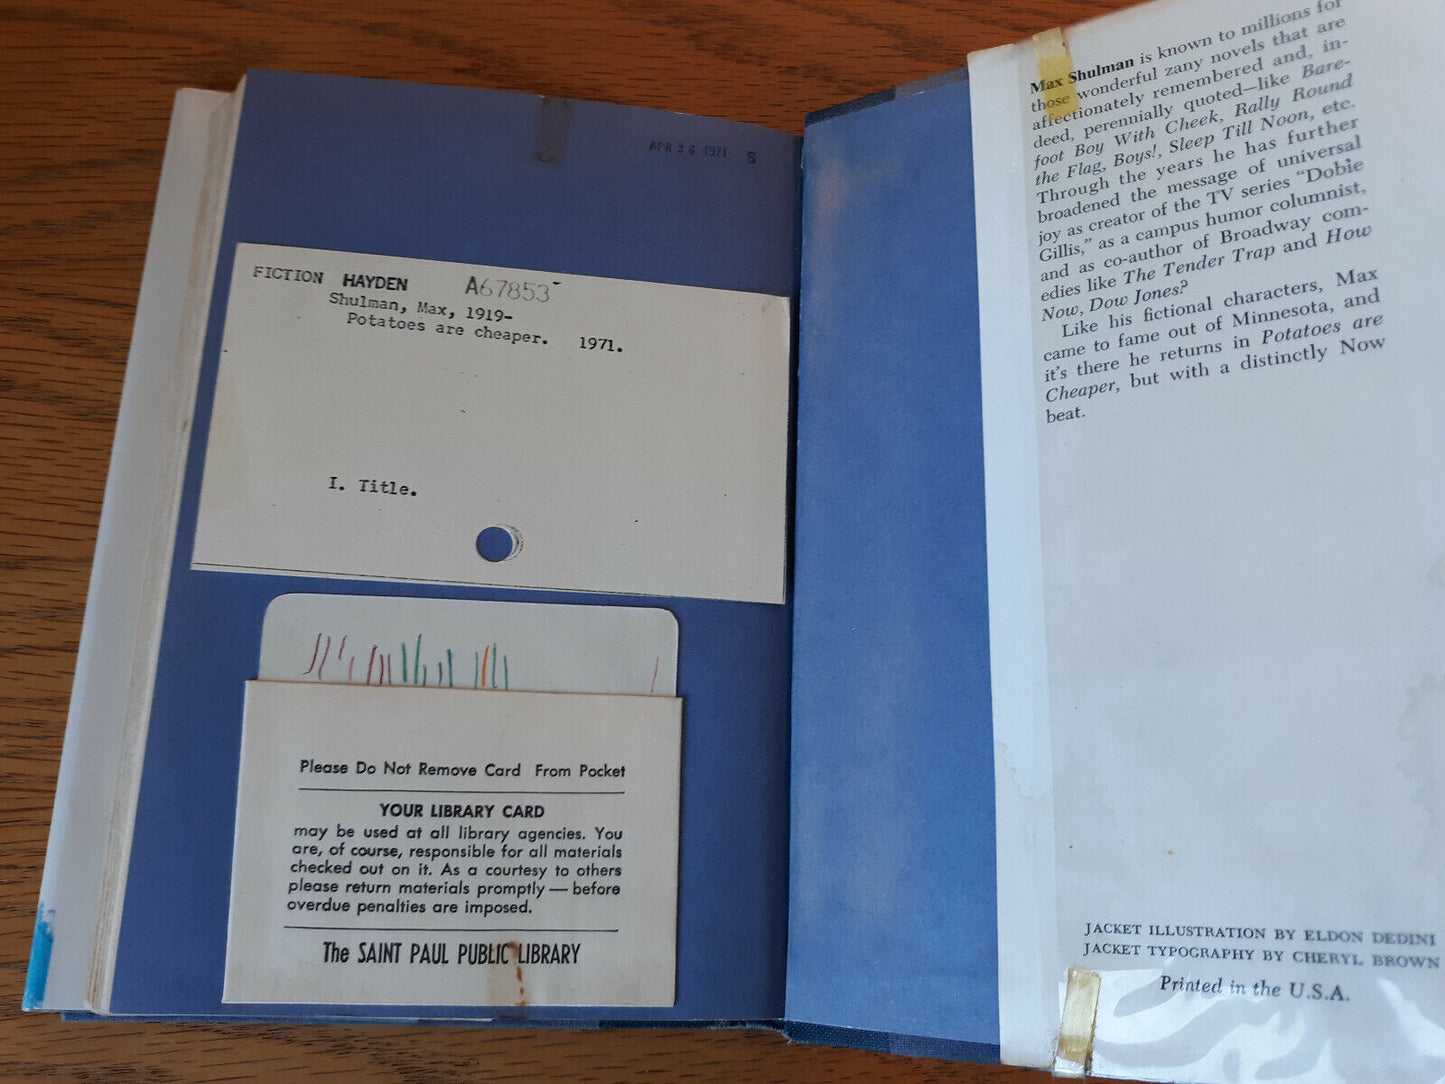 APR 26 1971 S
FICTION HAYDEN A67853
Shulman, Max, 1919-
Potatoes are cheaper. 1971.
I. Title.
Please Do Not Remove Card From Pocket
YOUR LIBRARY CARD
may be used at all library agencies. You
are, of course, responsible for all materials
checked out on it. As a courtesy to others
please return materials promptly — before
overdue penalties are imposed.
The SAINT PAUL PUBLIC LIBRARY
Max Shulman is known to millions for
those wonderful zany novels that are
affectionately remembered and, in-
deed, perennially quoted—like Bare-
foot Boy With Cheek, Rally Round
the Flag, Boys!, Sleep Till Noon, etc.
Through the years he has further
broadened the message of universal
joy as creator of the TV series "Dobie
Gillis," as a campus humor columnist,
and as co-author of Broadway com-
edies like The Tender Trap and How
Now, Dow Jones?
Like his fictional characters, Max
came to fame out of Minnesota, and
it's there he returns in Potatoes are
Cheaper, but with a distinctly Now
beat.
JACKET ILLUSTRATION BY ELDON DEDINI
JACKET TYPOGRAPHY BY CHERYL BROWN
Printed in the U.S.A.